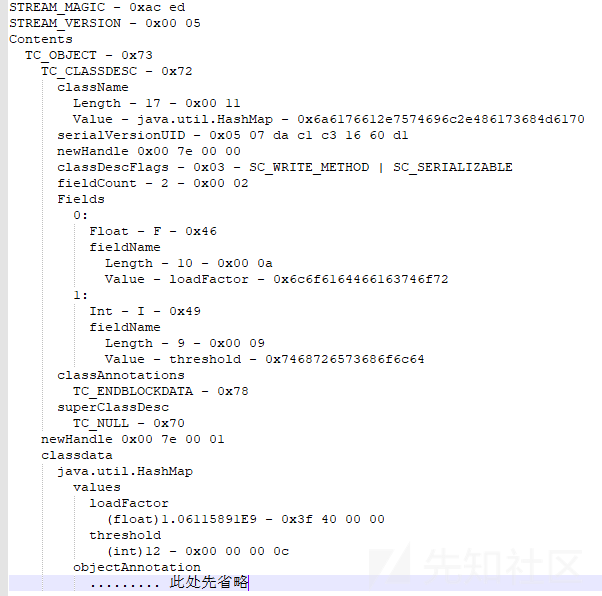 STREAM_MAGIC - 0xac ed
STREAM_VERSION - 0x00 05
Contents
TC_OBJECT - 0x73
TC_CLASSDESC - 0x72
className
Length - 17 - 0x00 11
Value - java.util.HashMap - 0x6a6176612e7574696c2e486173684d6170
serialVersionUID - 0x05 07 da c1 c3 16 60 d1
newHandle 0x00 7e 00 00
classDescFlags - 0x03 - SC_WRITE_METHOD | SC_SERIALIZABLE
fieldCount - 2 - 0x00 02
Fields
0:
Float - F - 0x46
fieldName
Length - 10 - 0x00 0a
Value - loadFactor - 0x6c6f6164466163746f72
1:
Int - I - 0x49
fieldName
Length - 9 - 0x00 09
Value - threshold - 0x7468726573686f6c64
classAnnotations
TC_ENDBLOCKDATA - 0x78
superClassDesc
TC_NULL - 0x70
newHandle 0x00 7e 00 01
classdata
java.util.HashMap
values
loadFactor
(float)1.06115891E9 - 0x3f 40 00 00
threshold
(int)12 - 0x00 00 00 0c
objectAnnotation
......... 此处先省略
先知社区